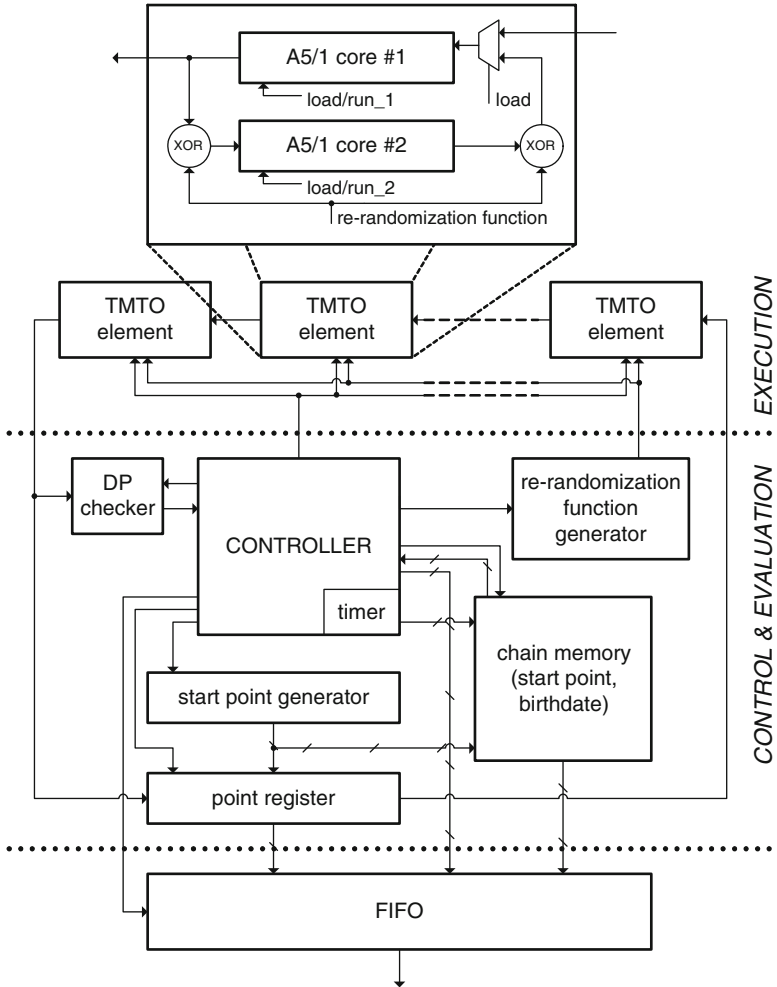 A5/1 core #1
load/run_1
load
XOR
A5/1 core #2
XOR
load/run_2
re-randomization function
TMTO
element
TMTO
element
TMTO
element
EXECUTION
DP
checker
CONTROLLER
timer
re-randomization
function
generator
chain memory
(start point,
birthdate)
start point generator
point register
CONTROL & EVALUATION
FIFO